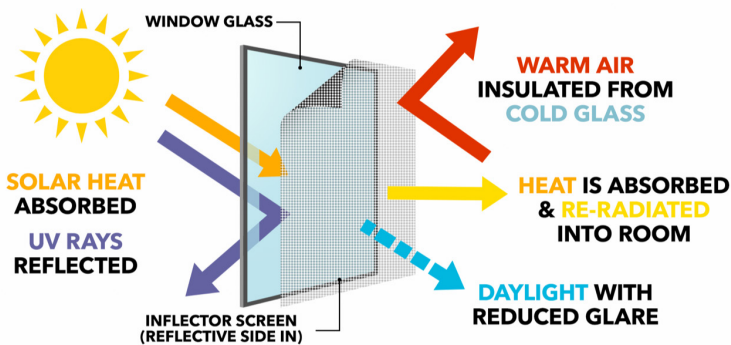 WINDOW GLASS
SOLAR HEAT
ABSORBED
UV RAYS
REFLECTED
INFLECTOR SCREEN
(REFLECTIVE SIDE IN)
WARM AIR
INSULATED FROM
COLD GLASS
HEAT IS ABSORBED
& RE-RADIATED
INTO ROOM
DAYLIGHT WITH
REDUCED GLARE